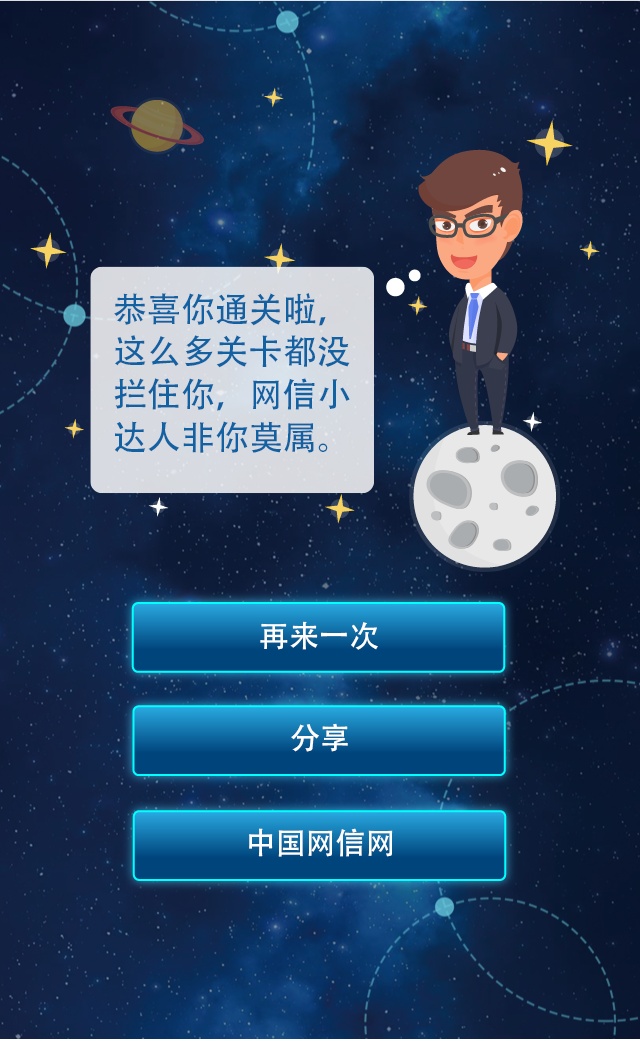 恭喜你通关啦，
这么多关卡都没
拦住你，网信小
达人非你莫属。
再来一次
分享
中国网信网